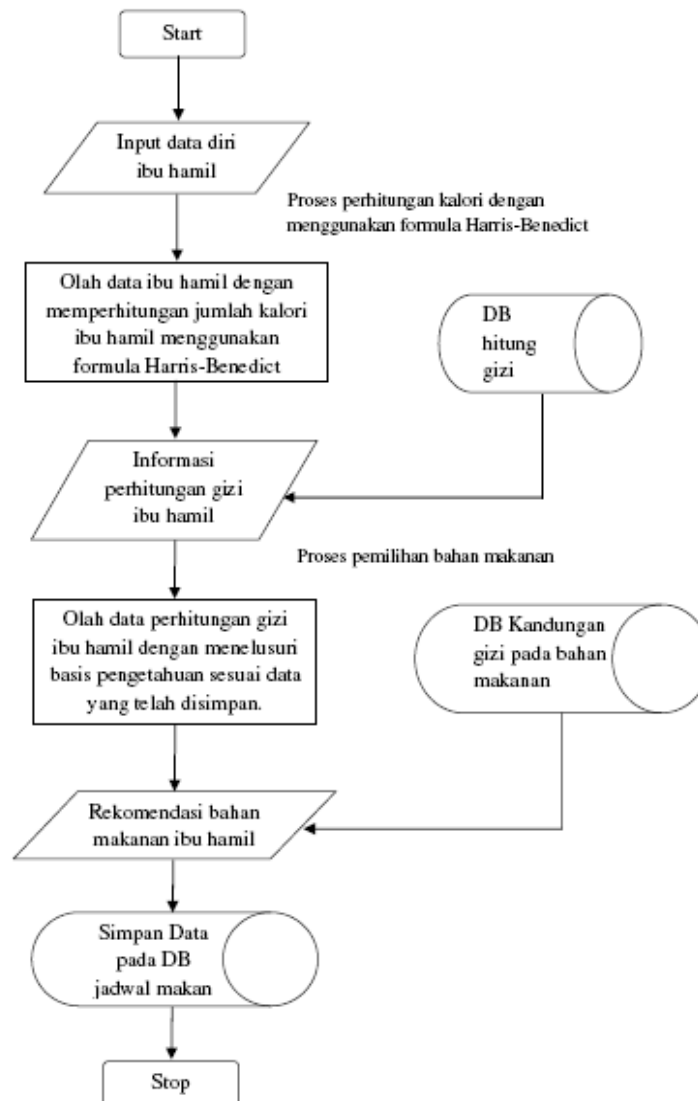 Start
Input data diri
ibu hamil
Proses perhitungan kalori dengan
menggunakan formula Harris-Benedict
Olah data ibu hamil dengan
memperhitungan jumlah kalori
ibu hamil menggunakan
formula Harris-Benedict
DB
hitung
gizi
Informasi
perhitungan gizi
ibu hamil
Proses pemilihan bahan makanan
Olah data perhitungan gizi
ibu hamil dengan menelusuri
basis pengetahuan sesuai data
yang telah disimpan.
DB Kandungan
gizi pada bahan
makanan
Rekomendasi bahan
makanan ibu hamil
Simpan Data
pada DB
jadwal makan
Stop